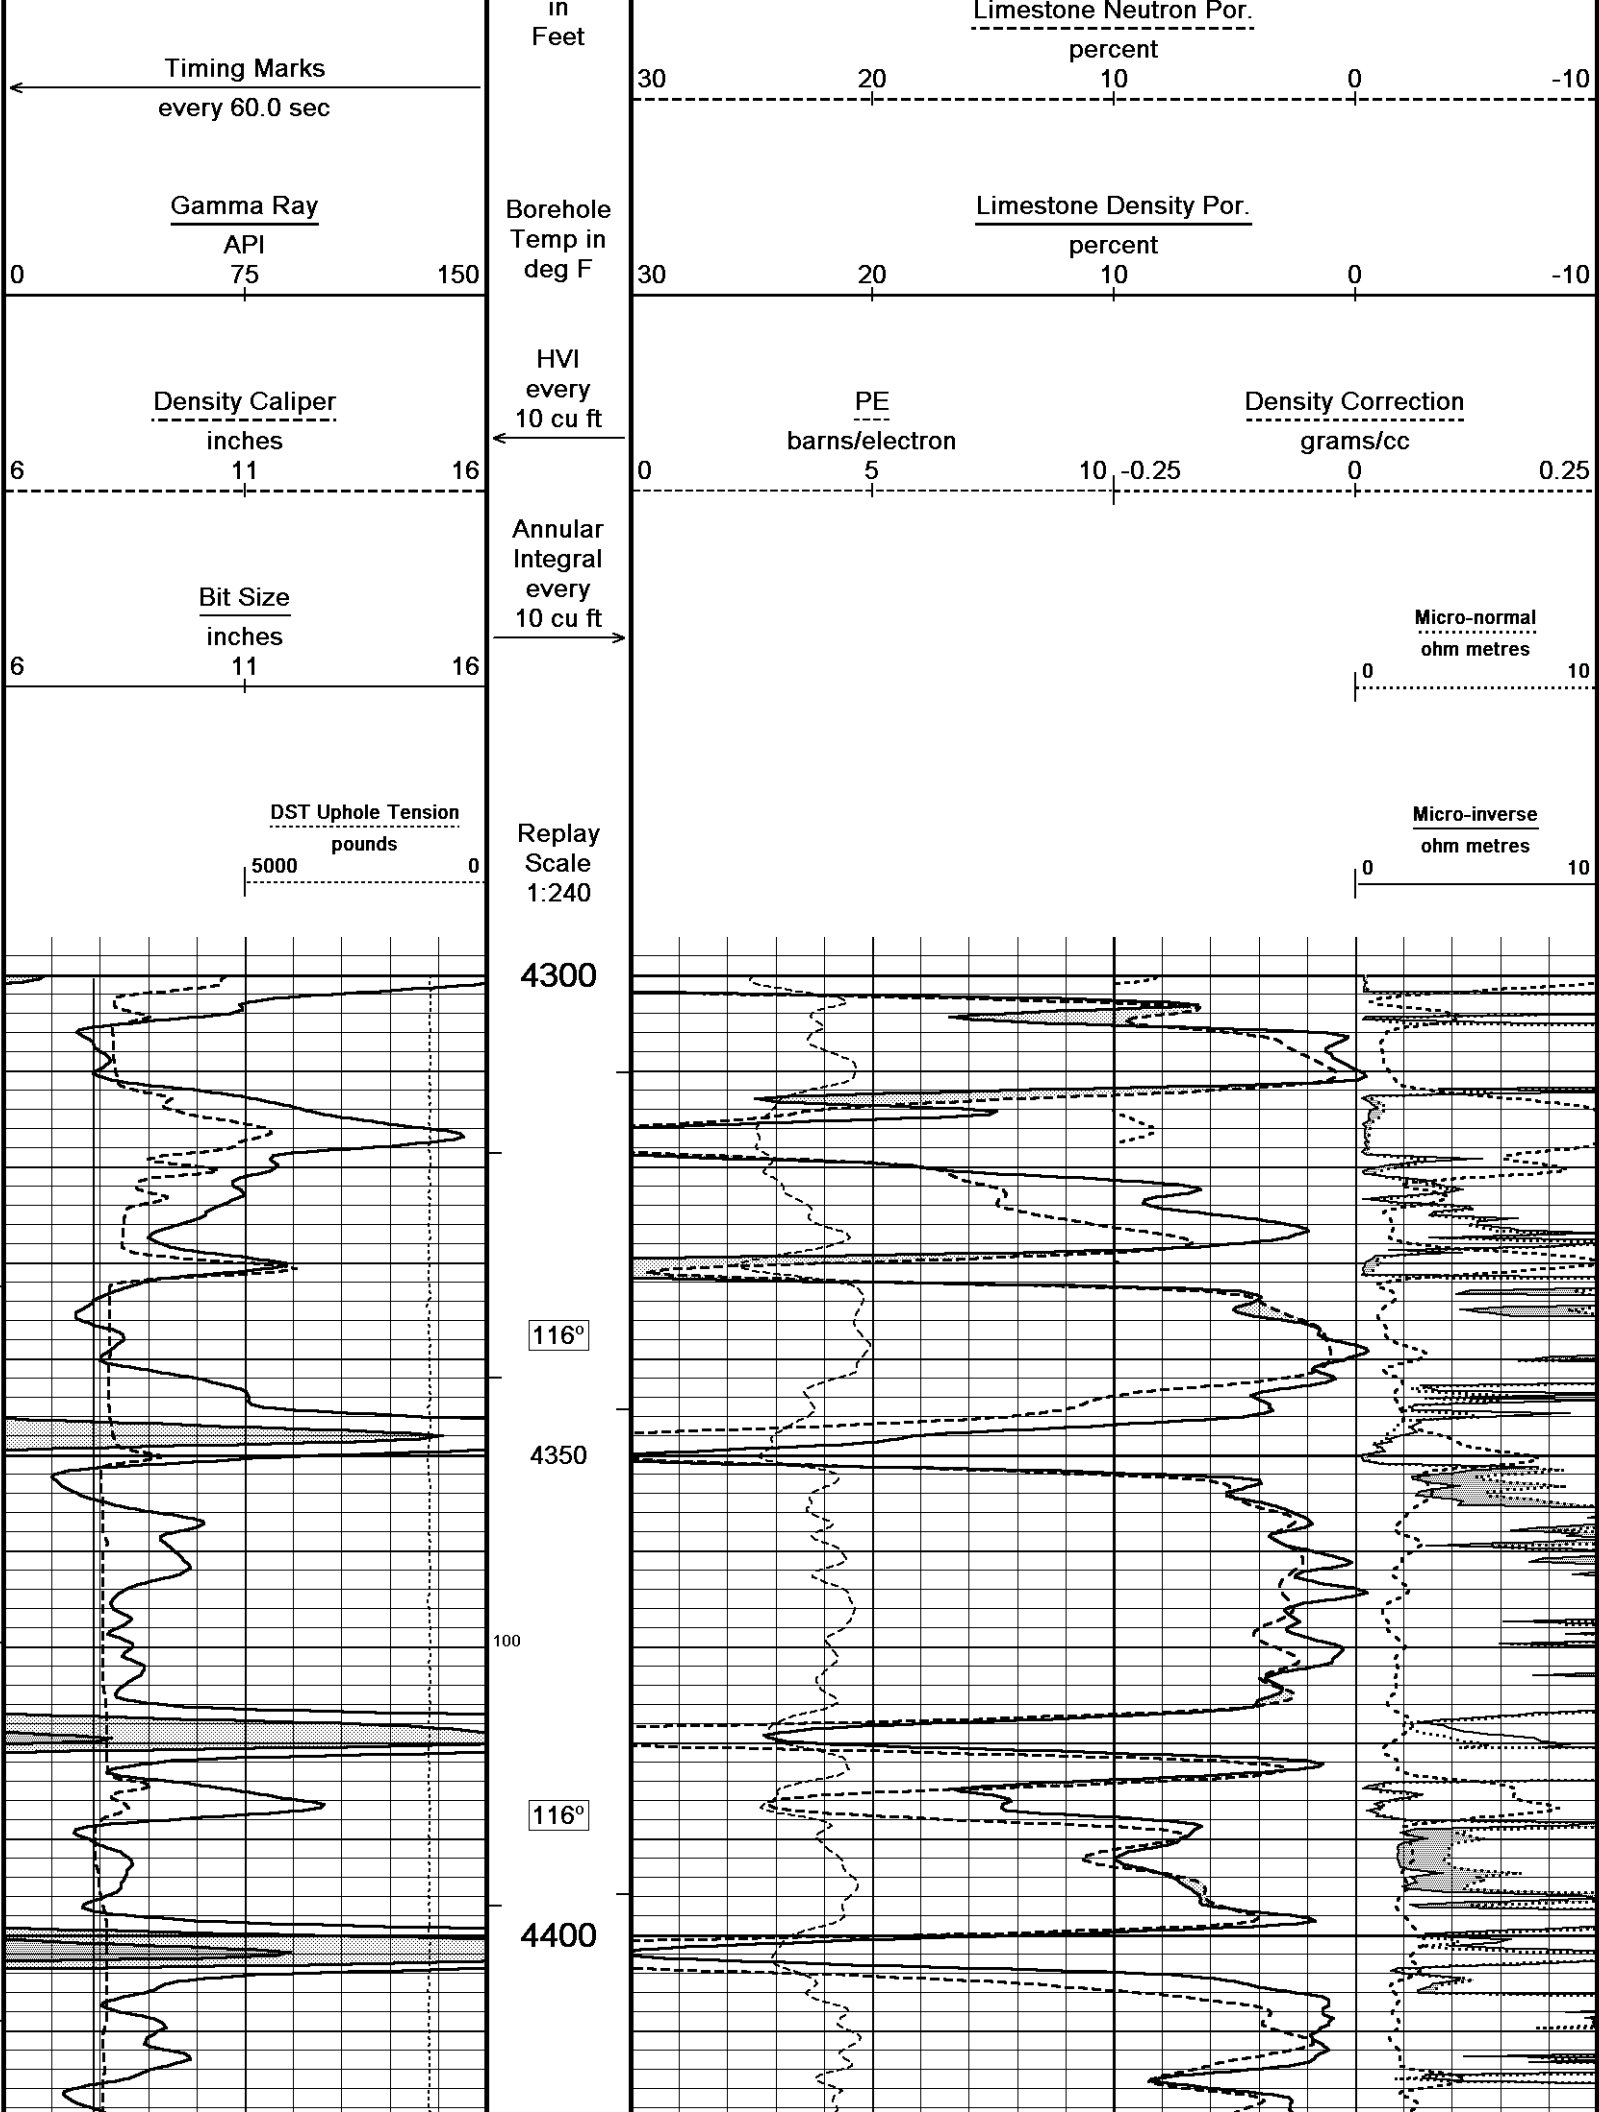 in
Feet
Limestone Neutron Por.
percent
30 20 10 0 -10
Timing Marks
every 60.0 sec
Gamma Ray
API
0 75 150
Borehole
Temp in
deg F
Limestone Density Por.
percent
30 20 10 0 -10
HVI
every
10 cu ft
Density Caliper
inches
6 11 16
PE
barns/electron
0 5 10
Density Correction
grams/cc
-0.25 0 0.25
Annular
Integral
every
10 cu ft
Bit Size
inches
6 11 16
Micro-normal
ohm metres
0 10
DST Uphole Tension
pounds
5000 0
Replay
Scale
1:240
Micro-inverse
ohm metres
0 10
4300
116º
4350
100
116º
4400